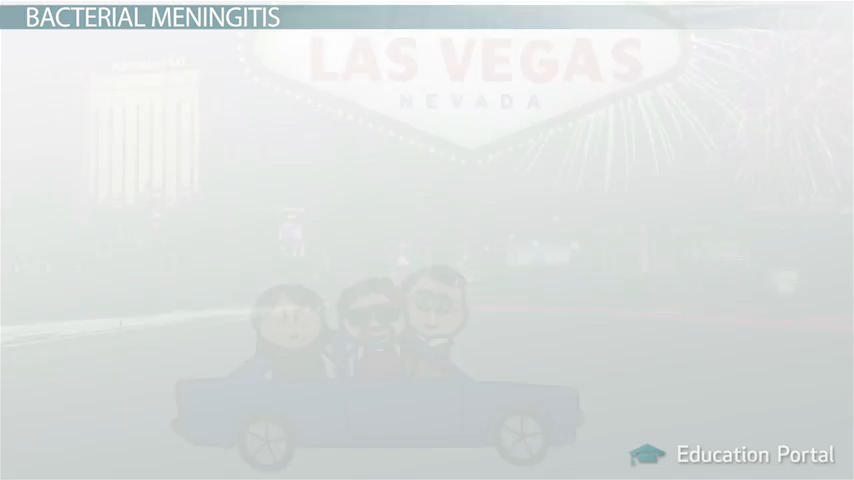 BACTERIAL MENINGITIS
LAS VEGAS
NEVADA
Education Portal